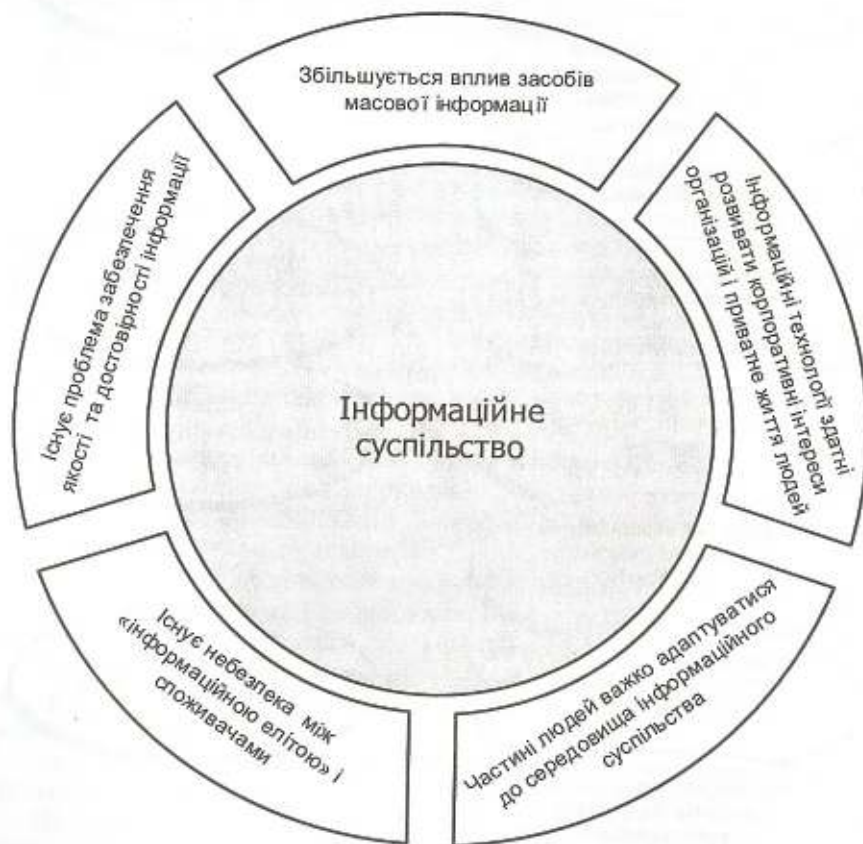 Збільшується вплив засобів
масової інформації
Інформаційні технології здатні
розвивати корпоративні інтереси
організацій і приватне життя людей
Частині людей важко адаптуватися
до середовища інформаційного
суспільства
Існує небезпека між
«інформаційною елітою» і
споживачами
Існує проблема забезпечення
якості та достовірності інформації
Інформаційне
суспільство